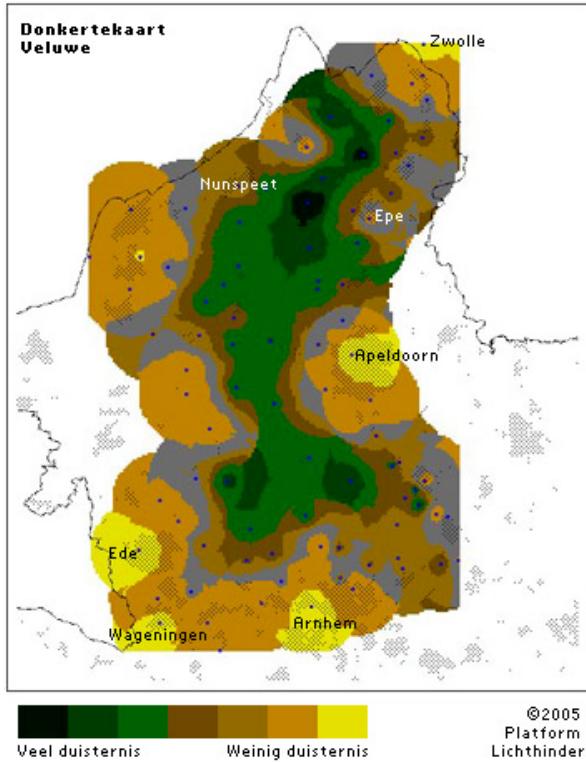 Donkertekaart
Veluwe
Zwolle
Nunspeet
Epe
Apeldoorn
Ede
Wageningen
Arnhem
Veel duisternis
Weinig duisternis
©2005
Platform
Lichthinder